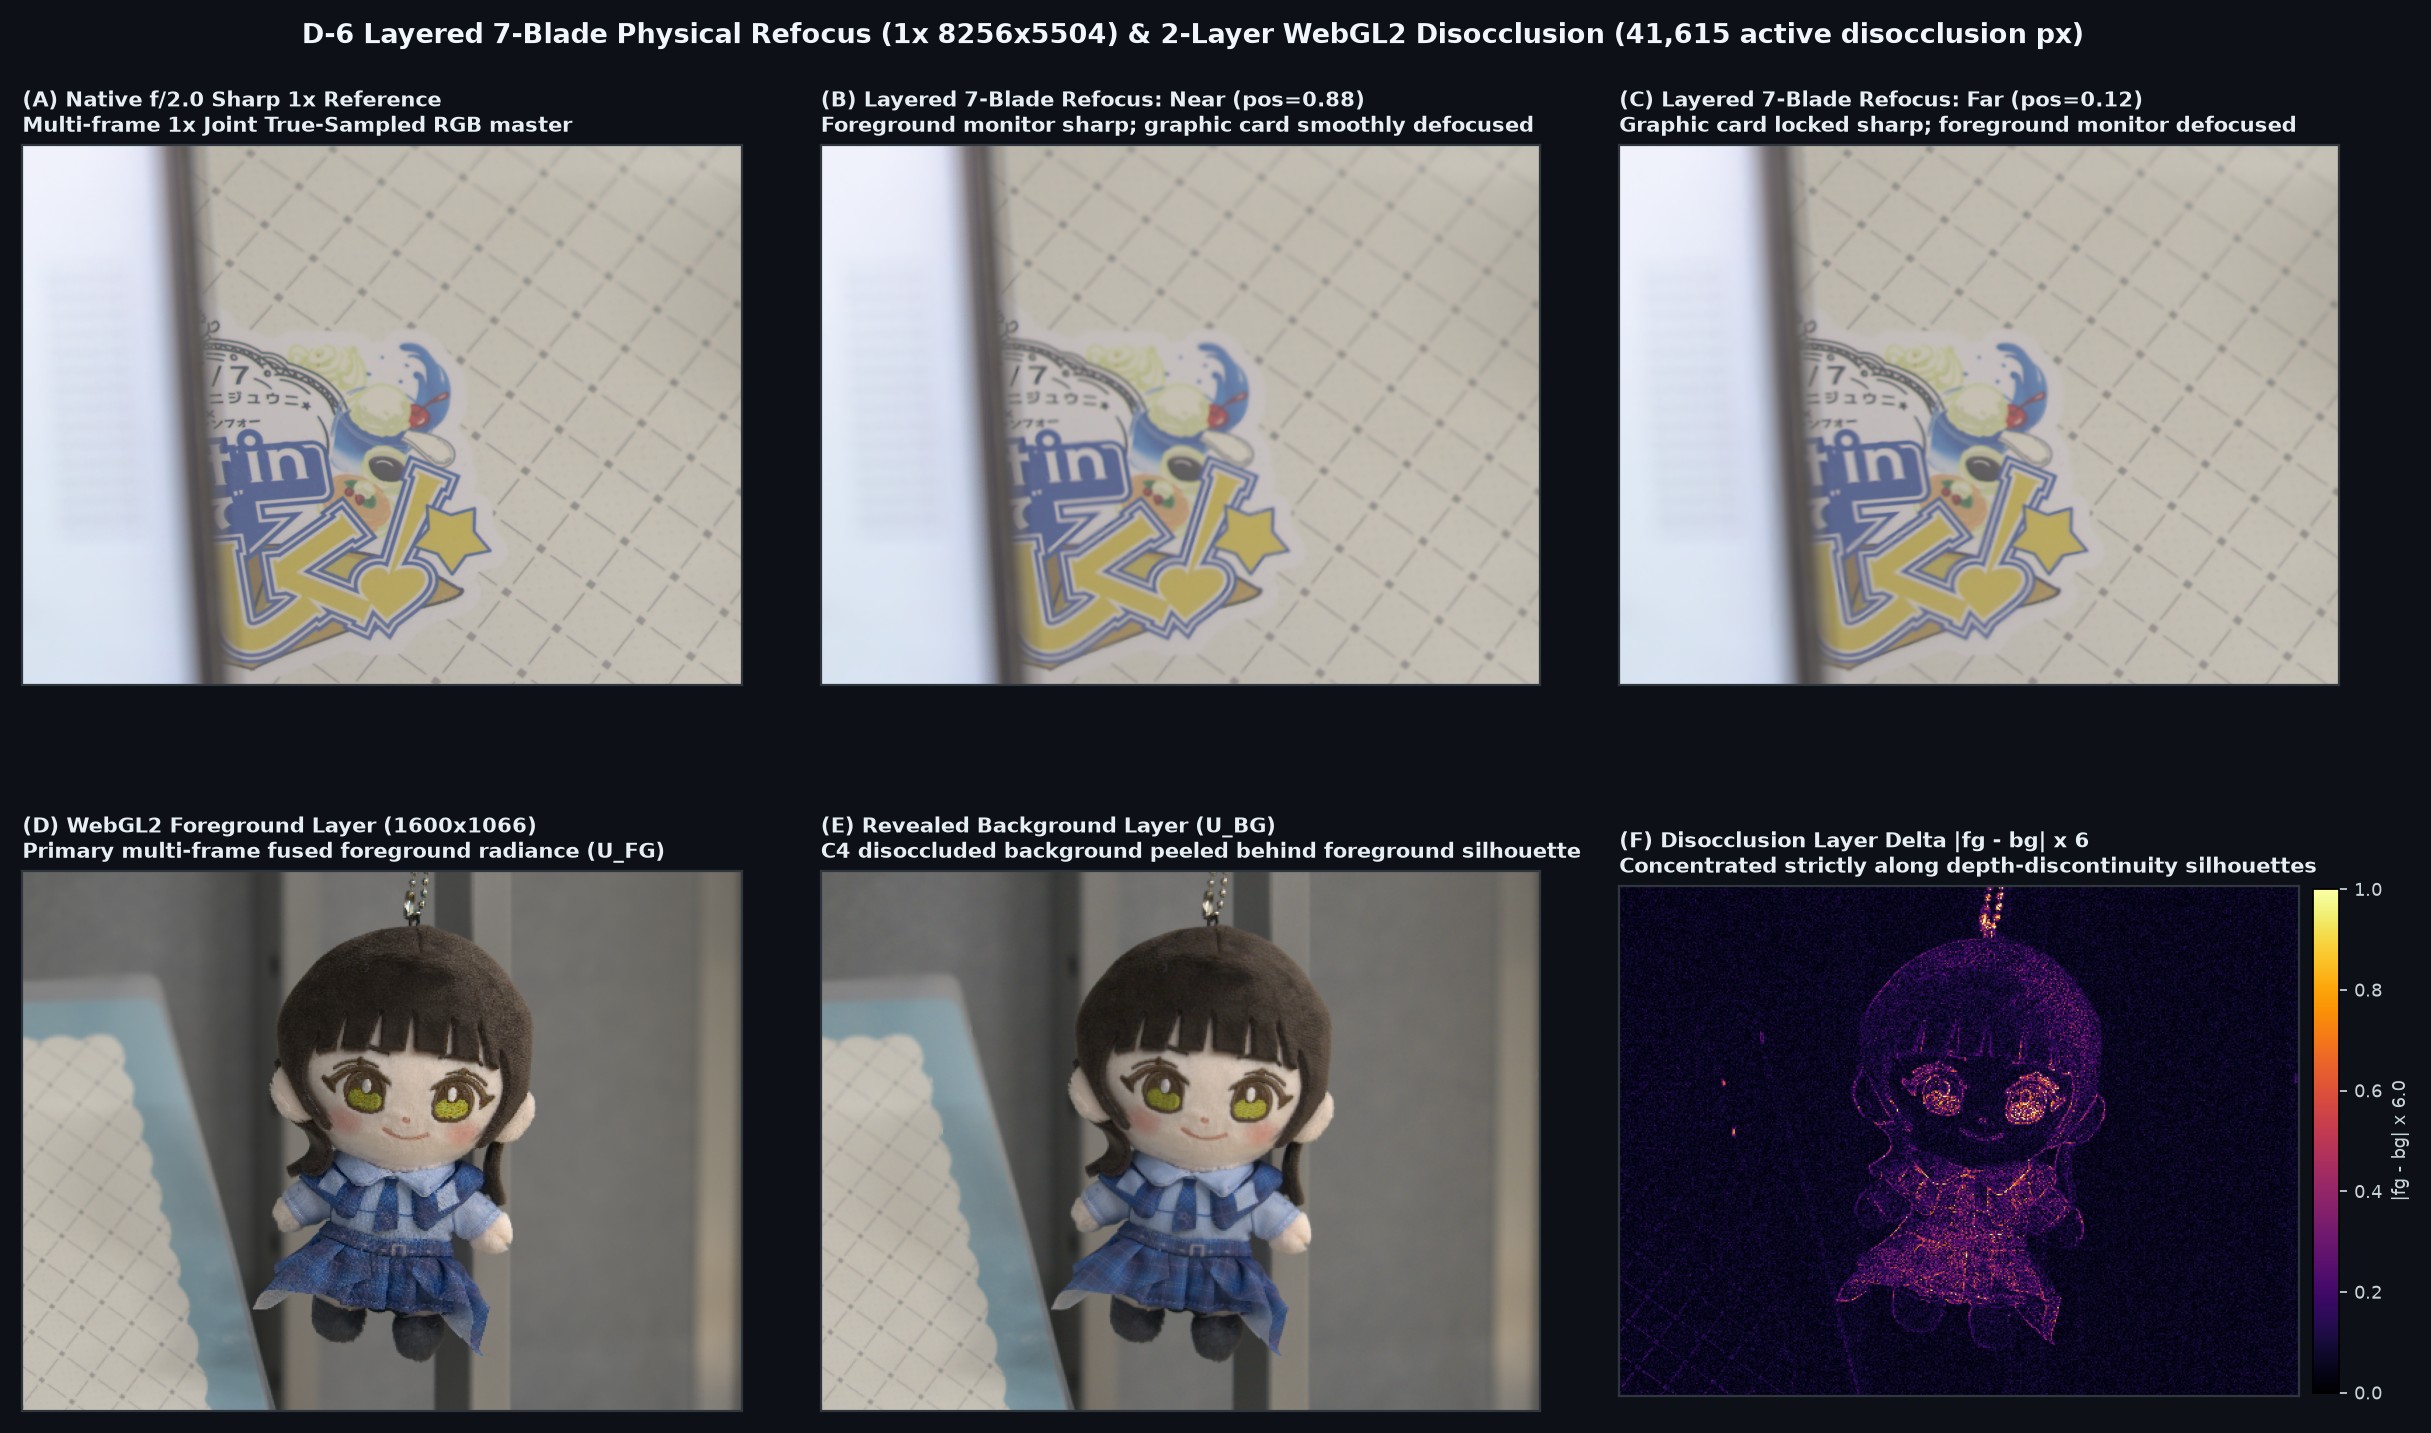 D-6 Layered 7-Blade Physical Refocus (1x 8256x5504) & 2-Layer WebGL2 Disocclusion (41,615 active disocclusion px)
(A) Native f/2.0 Sharp 1x Reference
Multi-frame 1x Joint True-Sampled RGB master
(B) Layered 7-Blade Refocus: Near (pos=0.88)
Foreground monitor sharp; graphic card smoothly defocused
(C) Layered 7-Blade Refocus: Far (pos=0.12)
Graphic card locked sharp; foreground monitor defocused
/7
ニジュウニ★
ンフォー
in
/7
ニジュウニ★
ンフォー
in
/7
ニジュウニ★
ンフォー
in
(D) WebGL2 Foreground Layer (1600x1066)
Primary multi-frame fused foreground radiance (U_FG)
(E) Revealed Background Layer (U_BG)
C4 disoccluded background peeled behind foreground silhouette
(F) Disocclusion Layer Delta |fg - bg| x 6
Concentrated strictly along depth-discontinuity silhouettes
1.0
0.8
0.6
0.4
0.2
0.0
|fg - bg| x 6.0